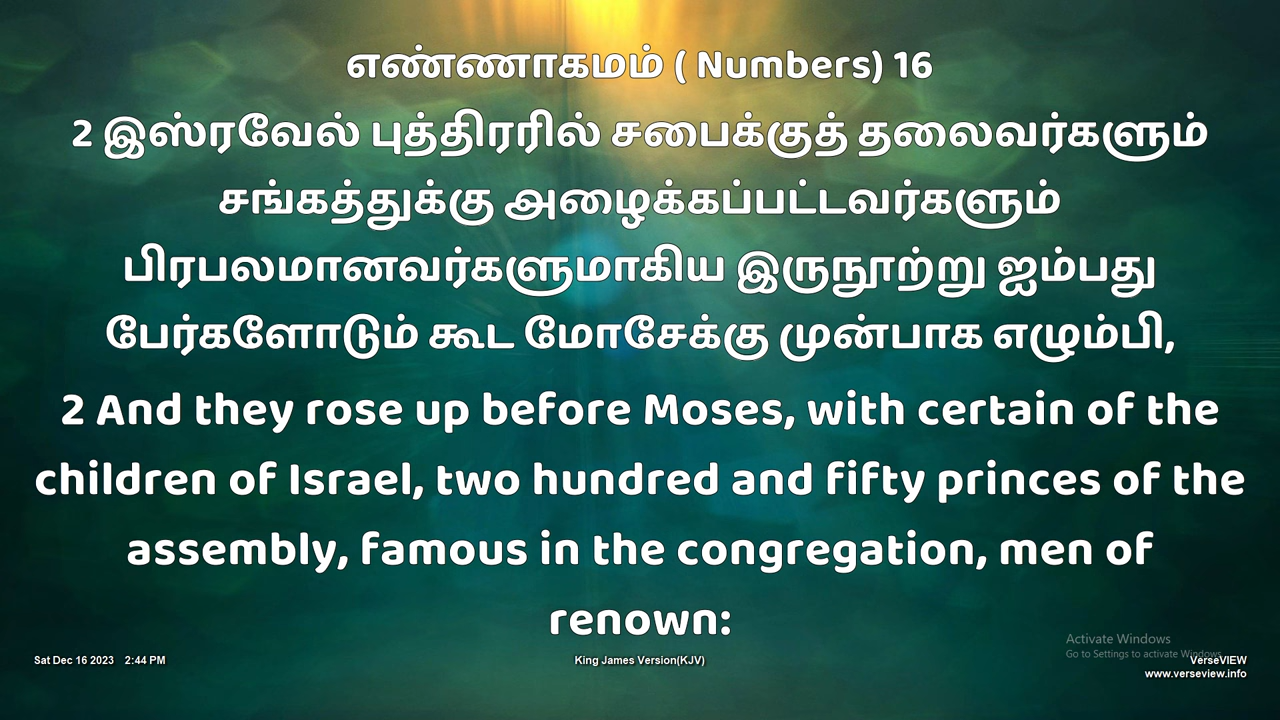 எண்ணாகமம் ( Numbers) 16
2 இஸ்ரவேல் புத்திரரில் சபைக்குத் தலைவர்களும்
சங்கத்துக்கு அழைக்கப்பட்டவர்களும்
பிரபலமானவர்களுமாகிய இருநூற்று ஐம்பது
பேர்களோடும் கூட மோசேக்கு முன்பாக எழும்பி,
2 And they rose up before Moses, with certain of the
children of Israel, two hundred and fifty princes of the
assembly, famous in the congregation, men of
renown:
Activate Windows
Go to Settings to activate Windows.
Sat Dec 16 2023 2:44 PM
King James Version(KJV)
VerseVIEW
www.verseview.info